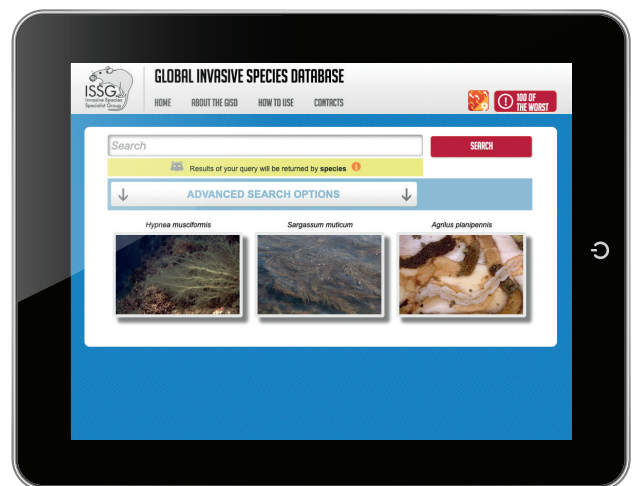 ISSG
Invasive Species
Specialist Group
GLOBAL INVASIVE SPECIES DATABASE
HOME ABOUT THE GISD HOW TO USE CONTACTS
9
100 OF
THE WORST
Search
SEARCH
Results of your query will be returned by species
ADVANCED SEARCH OPTIONS
Hypnea musciformis Sargassum muticum Agrilus planipennis